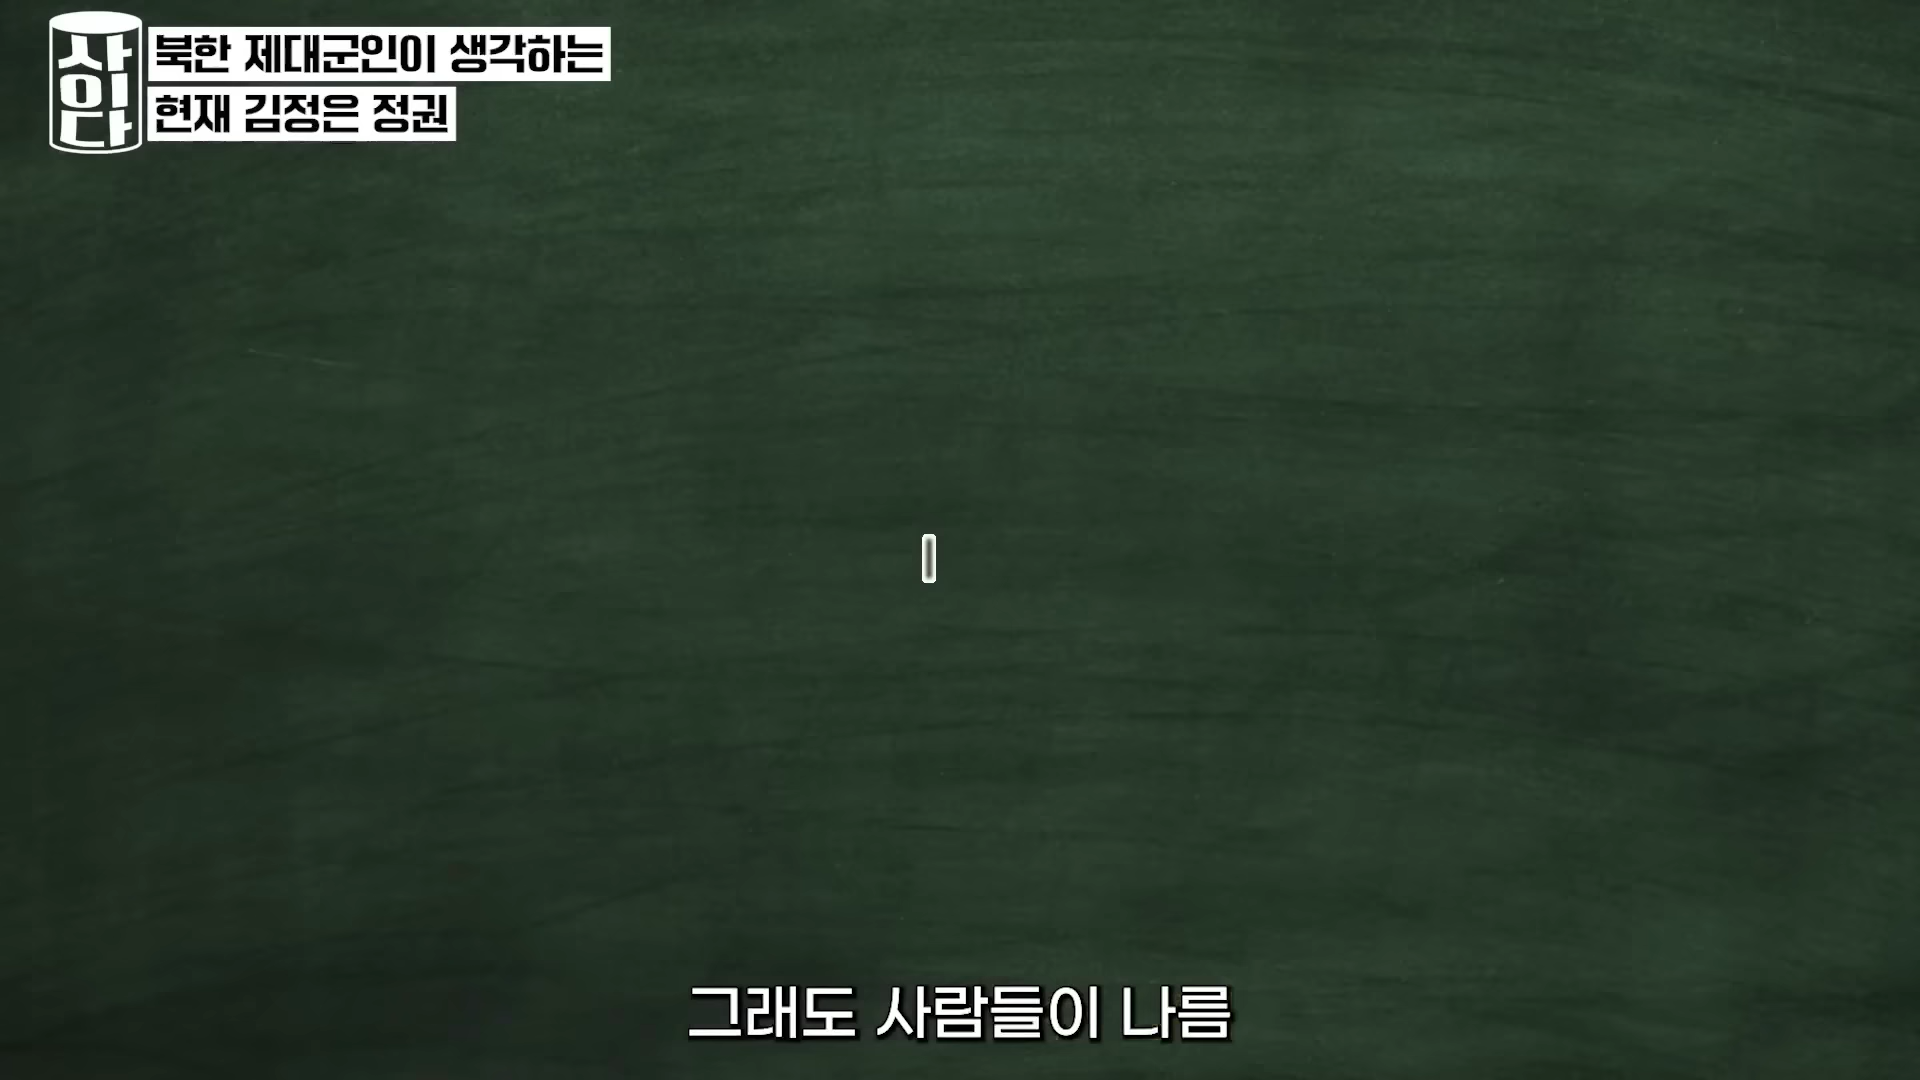 사이다
북한 제대군인이 생각하는
현재 김정은 정권
그래도 사람들이 나름